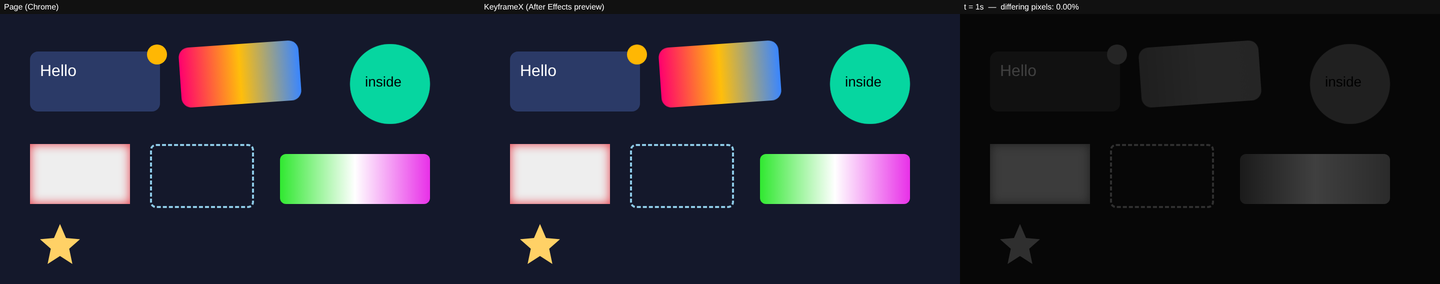 Page (Chrome)
KeyframeX (After Effects preview)
t = 1s — differing pixels: 0.00%
Hello
inside
Hello
inside
Hello
inside